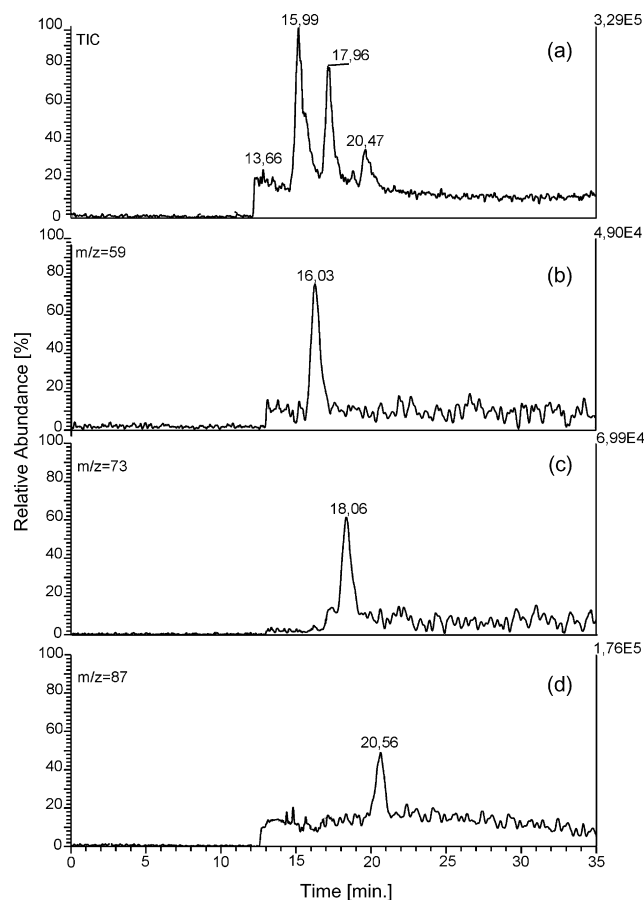 100 15,99 3,29E5
TIC (a)
80 17,96
60
40 20,47
13,66
20
0
35
100 4,90E4
m/z=59
80 16,03 (b)
60
40
20
0
100 6,99E4
m/z=73 (c)
80
18,06
60
40
20
0
100 1,76E5
m/z=87 (d)
80
60
20,56
40
20
0
0 5 10 15 20 25 30 35
Time [min.]
Relative Abundance [%]